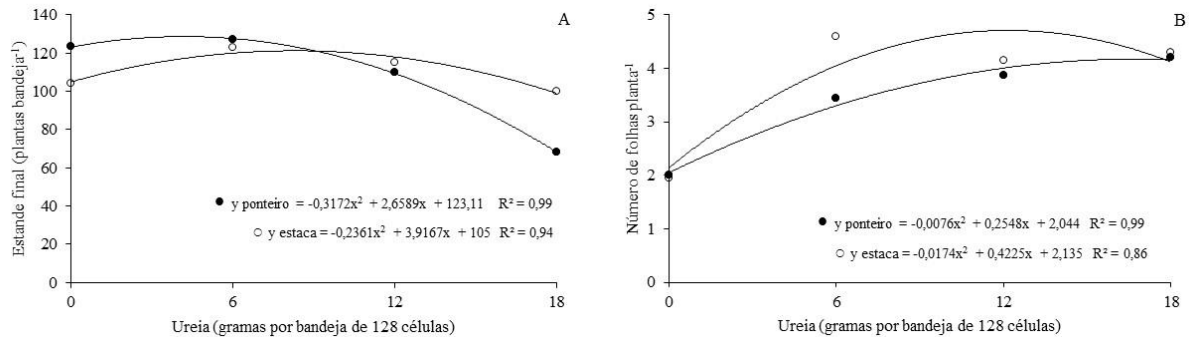 A
Estande final (plantas bandeja⁻¹)
140
120
100
80
60
40
20
0
y ponteiro = -0,3172x² + 2,6589x + 123,11 R² = 0,99
y estaca = -0,2361x² + 3,9167x + 105 R² = 0,94
0 6 12 18
Ureia (gramas por bandeja de 128 células)
B
Número de folhas planta⁻¹
5
4
3
2
1
0
y ponteiro = -0,0076x² + 0,2548x + 2,044 R² = 0,99
y estaca = -0,0174x² + 0,4225x + 2,135 R² = 0,86
0 6 12 18
Ureia (gramas por bandeja de 128 células)